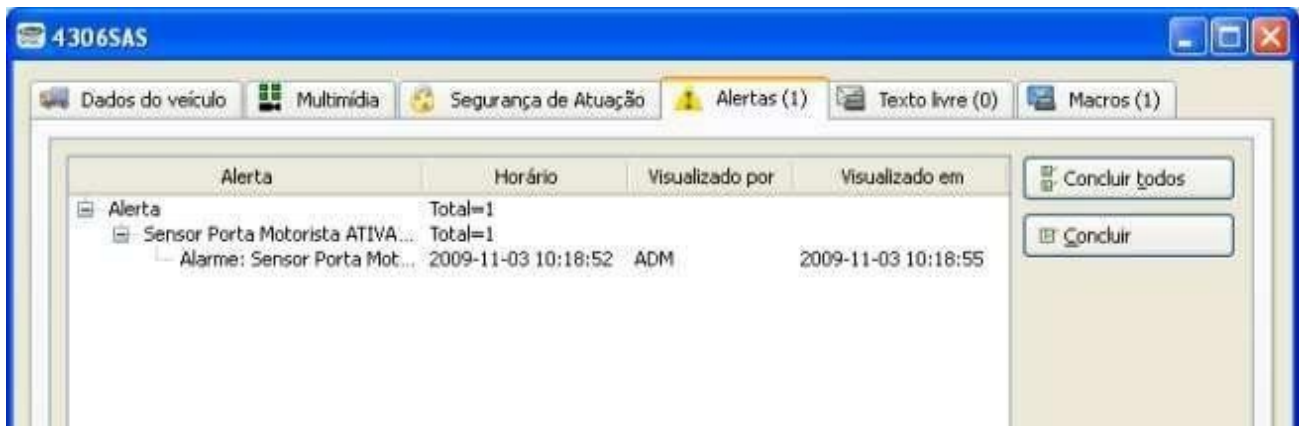 4306SAS
Dados do veículo Multimídia Segurança de Atuação Alertas (1) Texto livre (0) Macros (1)
Alerta Horário Visualizado por Visualizado em
Concluir todos
Alerta Total=1
Sensor Porta Motorista ATIVA... Total=1
Concluir
Alarme: Sensor Porta Mot... 2009-11-03 10:18:52 ADM 2009-11-03 10:18:55